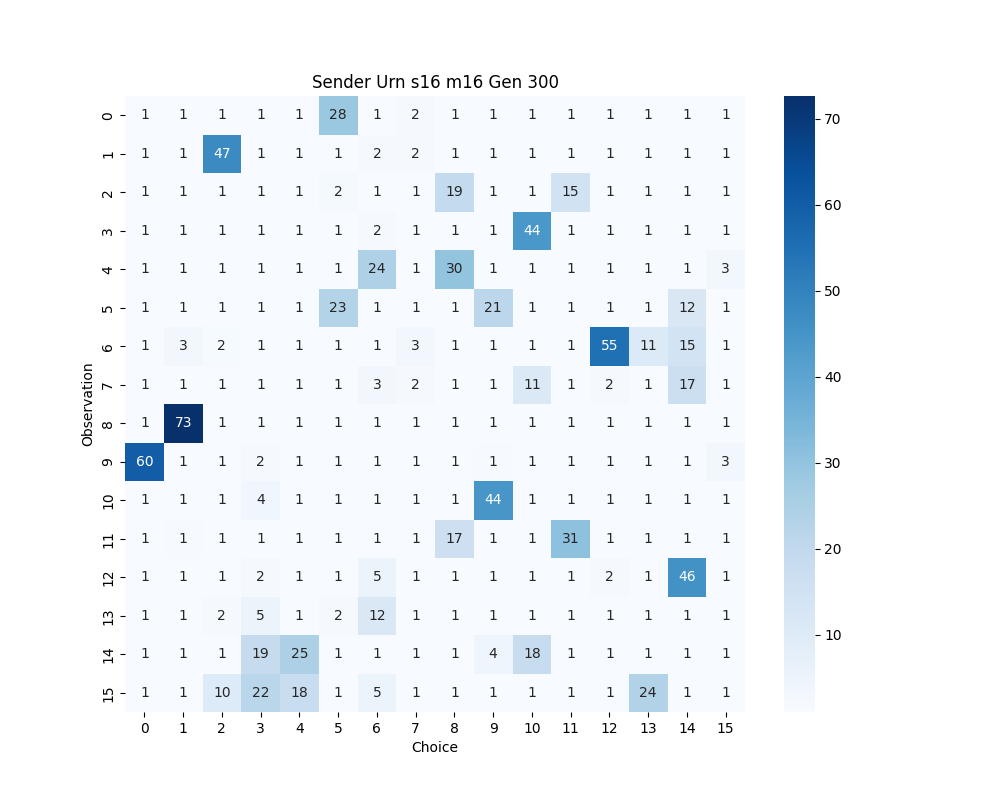 Sender Urn s16 m16 Gen 300
0 1 1 1 1 1 28 1 2 1 1 1 1 1 1 1 1
1 1 1 47 1 1 1 2 2 1 1 1 1 1 1 1 1
2 1 1 1 1 1 2 1 1 19 1 1 15 1 1 1 1
3 1 1 1 1 1 1 2 1 1 1 44 1 1 1 1 1
4 1 1 1 1 1 1 24 1 30 1 1 1 1 1 1 3
5 1 1 1 1 1 23 1 1 1 21 1 1 1 1 12 1
6 1 3 2 1 1 1 1 3 1 1 1 1 55 11 15 1
7 1 1 1 1 1 1 3 2 1 1 11 1 2 1 17 1
8 1 73 1 1 1 1 1 1 1 1 1 1 1 1 1 1
9 60 1 1 2 1 1 1 1 1 1 1 1 1 1 1 3
10 1 1 1 4 1 1 1 1 1 44 1 1 1 1 1 1
11 1 1 1 1 1 1 1 1 17 1 1 31 1 1 1 1
12 1 1 1 2 1 1 5 1 1 1 1 1 2 1 46 1
13 1 1 2 5 1 2 12 1 1 1 1 1 1 1 1 1
14 1 1 1 19 25 1 1 1 1 4 18 1 1 1 1 1
15 1 1 10 22 18 1 5 1 1 1 1 1 1 24 1 1
0 1 2 3 4 5 6 7 8 9 10 11 12 13 14 15
Choice
Observation
70
60
50
40
30
20
10